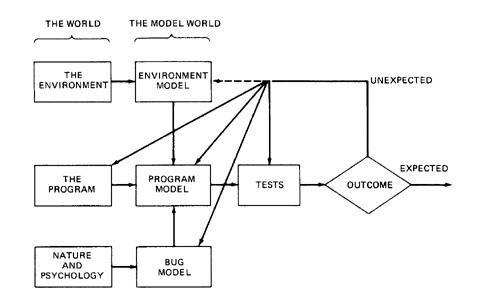 THE WORLD
THE MODEL WORLD
THE
ENVIRONMENT
ENVIRONMENT
MODEL
UNEXPECTED
THE
PROGRAM
PROGRAM
MODEL
TESTS
OUTCOME
EXPECTED
NATURE
AND
PSYCHOLOGY
BUG
MODEL